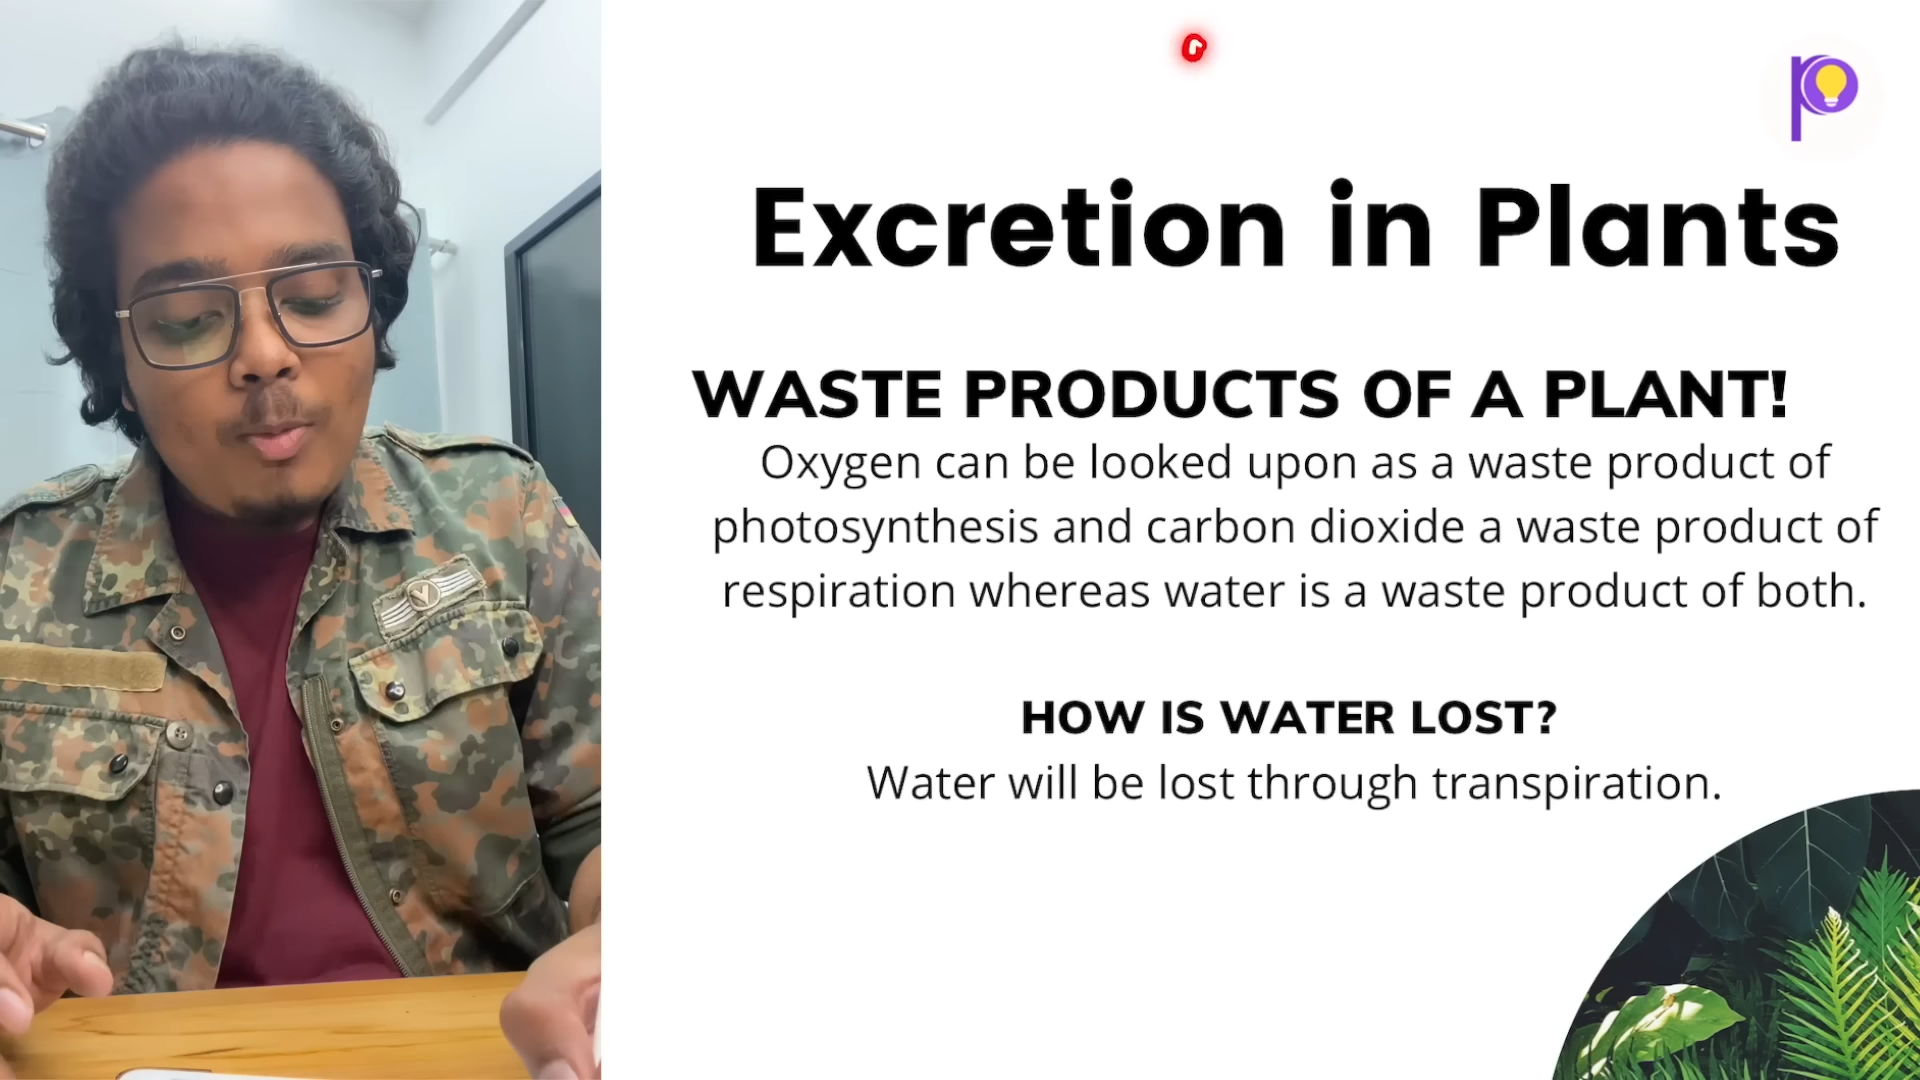 Excretion in Plants
WASTE PRODUCTS OF A PLANT!
Oxygen can be looked upon as a waste product of
photosynthesis and carbon dioxide a waste product of
respiration whereas water is a waste product of both.
HOW IS WATER LOST?
Water will be lost through transpiration.